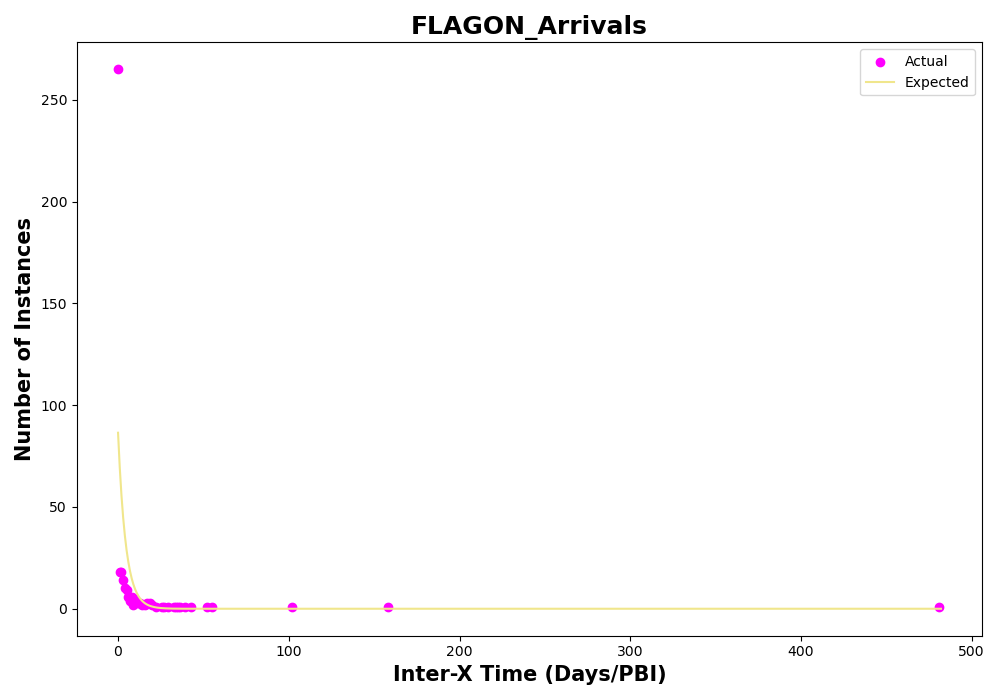 FLAGON_Arrivals
Actual
Expected
Number of Instances
250
200
150
100
50
0
0 100 200 300 400 500
Inter-X Time (Days/PBI)